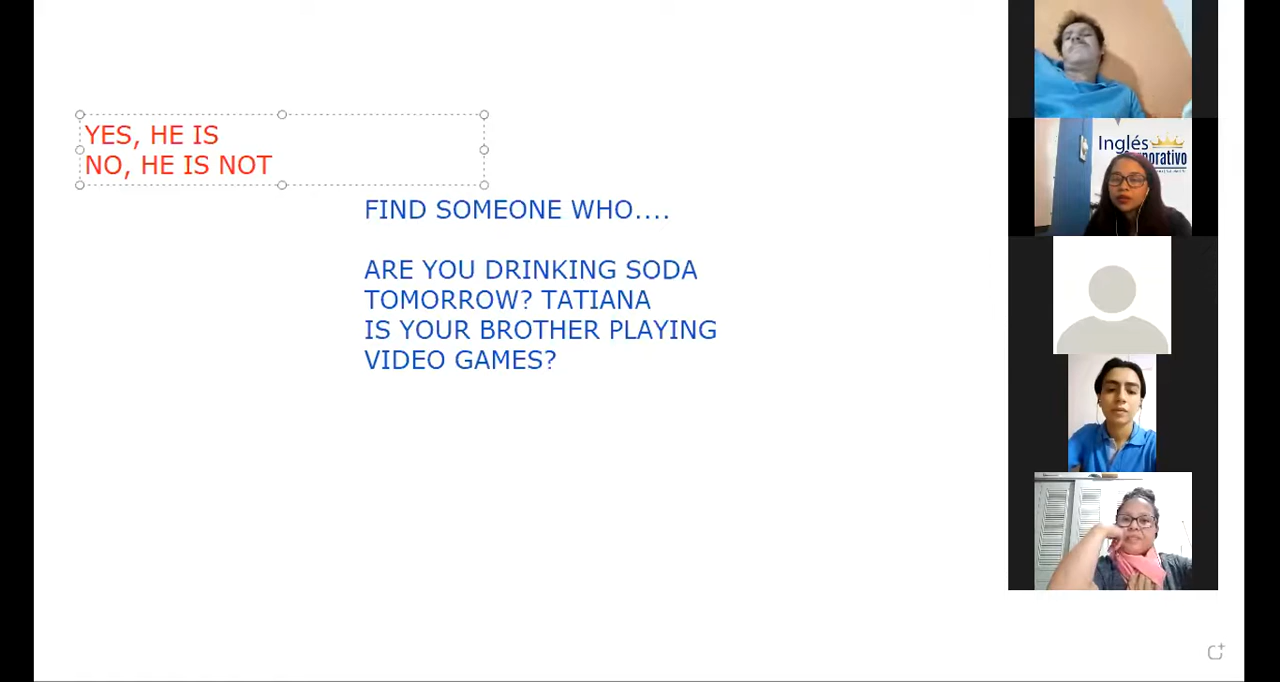 YES, HE IS
NO, HE IS NOT
FIND SOMEONE WHO....
ARE YOU DRINKING SODA
TOMORROW? TATIANA
IS YOUR BROTHER PLAYING
VIDEO GAMES?
Inglés